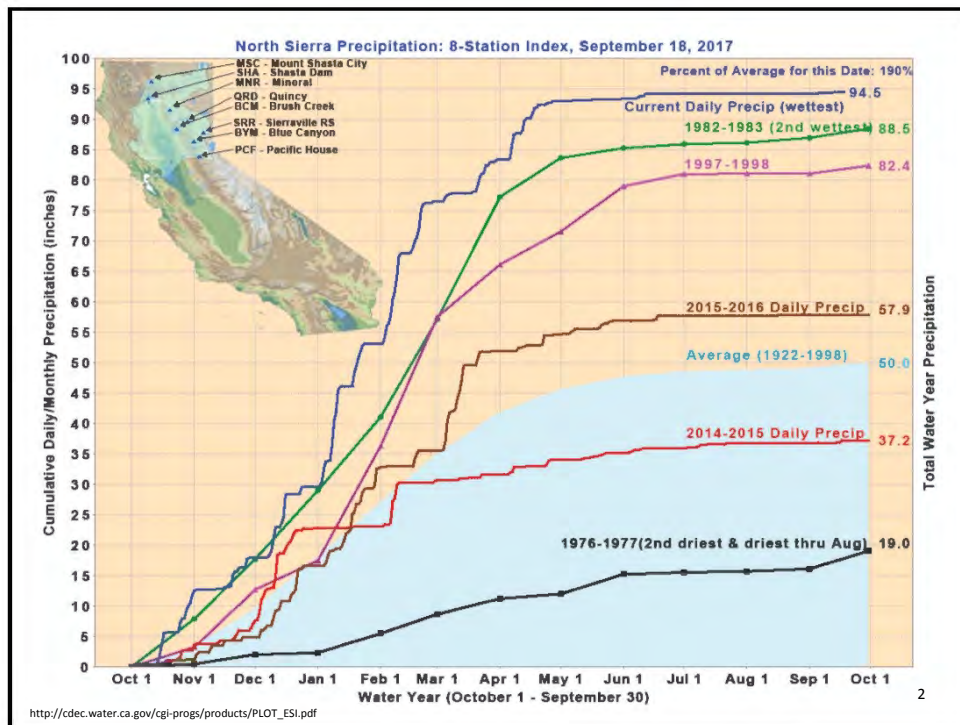 North Sierra Precipitation: 8-Station Index, September 18, 2017
MSC - Mount Shasta City
SHA - Shasta Dam
MNR - Mineral
QRD - Quincy
BCM - Brush Creek
SRR - Sierraville RS
BYM - Blue Canyon
PCF - Pacific House
Percent of Average for this Date: 190%
Current Daily Precip (wettest)
94.5
1982-1983 (2nd wettest)
88.5
1997-1998
82.4
2015-2016 Daily Precip
57.9
Average (1922-1998)
50.0
2014-2015 Daily Precip
37.2
1976-1977(2nd driest & driest thru Aug)
19.0
Cumulative Daily/Monthly Precipitation (inches)
100
95
90
85
80
75
70
65
60
55
50
45
40
35
30
25
20
15
10
5
0
Total Water Year Precipitation
Oct 1 Nov 1 Dec 1 Jan 1 Feb 1 Mar 1 Apr 1 May 1 Jun 1 Jul 1 Aug 1 Sep 1 Oct 1
Water Year (October 1 - September 30)
2
http://cdec.water.ca.gov/cgi-progs/products/PLOT_ESI.pdf